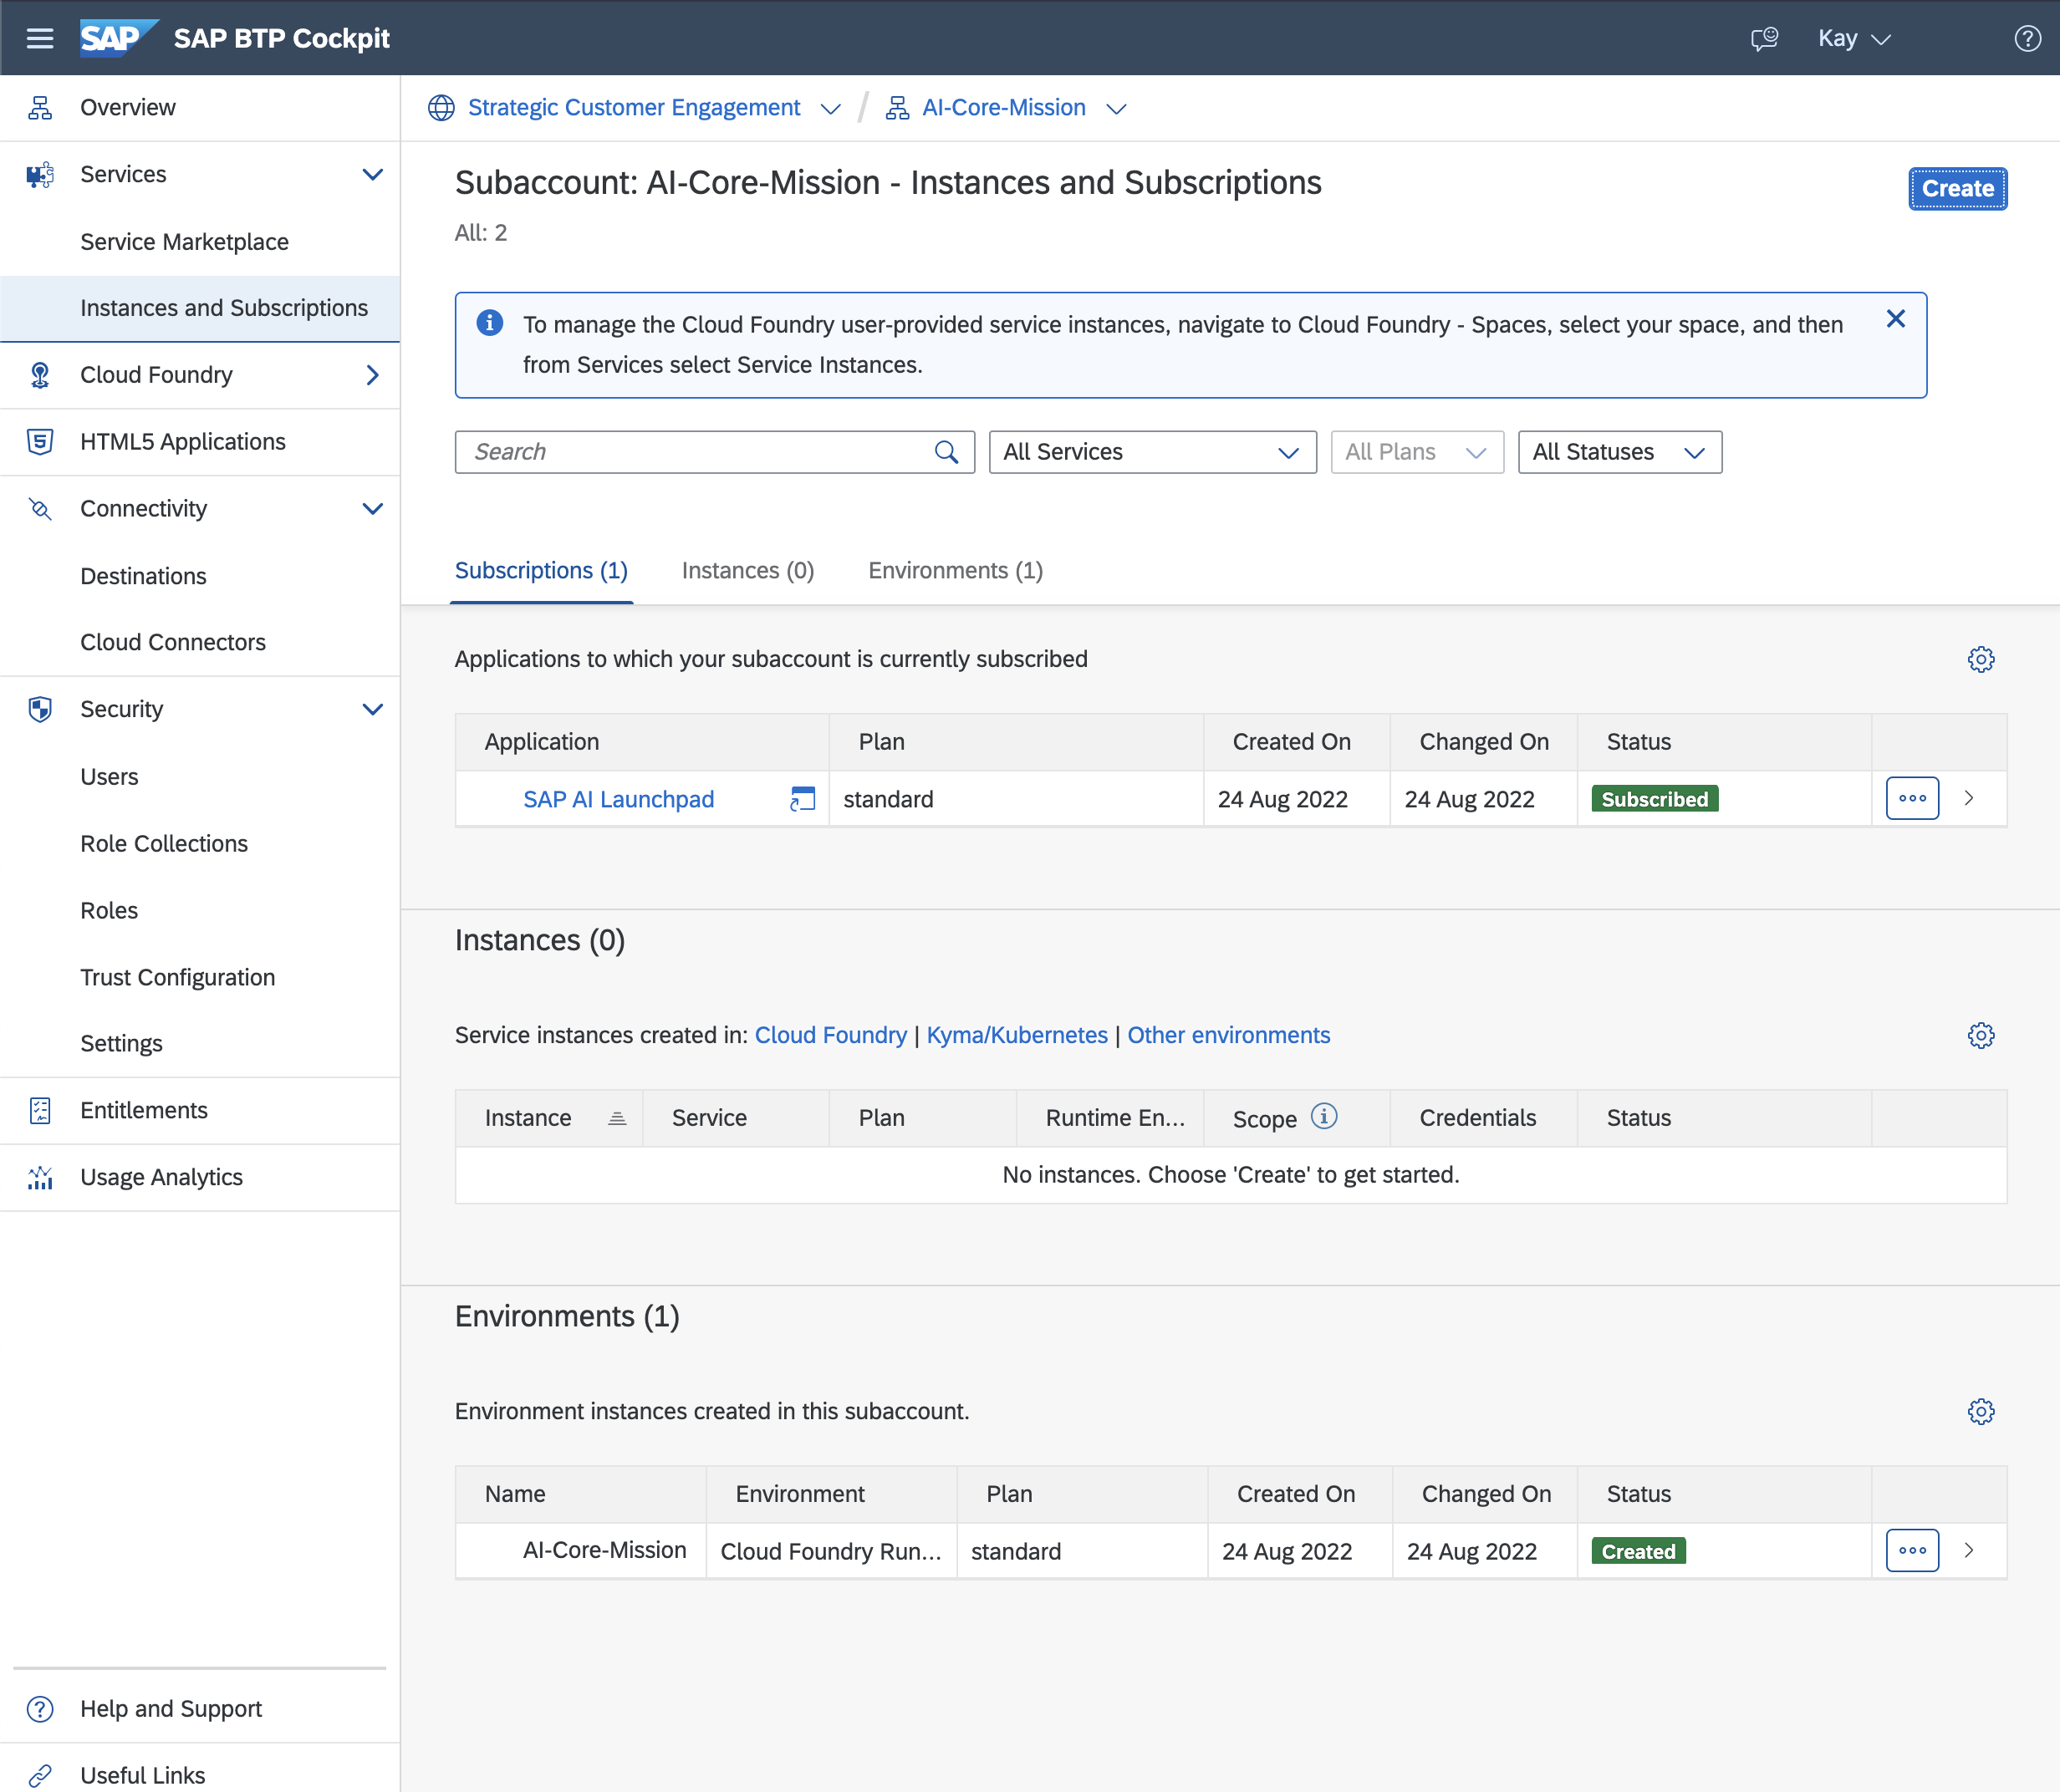 SAP SAP BTP Cockpit
Kay
Overview
Services
Service Marketplace
Instances and Subscriptions
Cloud Foundry
HTML5 Applications
Connectivity
Destinations
Cloud Connectors
Security
Users
Role Collections
Roles
Trust Configuration
Settings
Entitlements
Usage Analytics
Help and Support
Useful Links
Strategic Customer Engagement / AI-Core-Mission
Subaccount: AI-Core-Mission - Instances and Subscriptions
Create
All: 2
To manage the Cloud Foundry user-provided service instances, navigate to Cloud Foundry - Spaces, select your space, and then
from Services select Service Instances.
Search All Services All Plans All Statuses
Subscriptions (1) Instances (0) Environments (1)
Applications to which your subaccount is currently subscribed
Application Plan Created On Changed On Status
SAP AI Launchpad standard 24 Aug 2022 24 Aug 2022 Subscribed
Instances (0)
Service instances created in: Cloud Foundry | Kyma/Kubernetes | Other environments
Instance Service Plan Runtime En... Scope Credentials Status
No instances. Choose 'Create' to get started.
Environments (1)
Environment instances created in this subaccount.
Name Environment Plan Created On Changed On Status
AI-Core-Mission Cloud Foundry Run... standard 24 Aug 2022 24 Aug 2022 Created